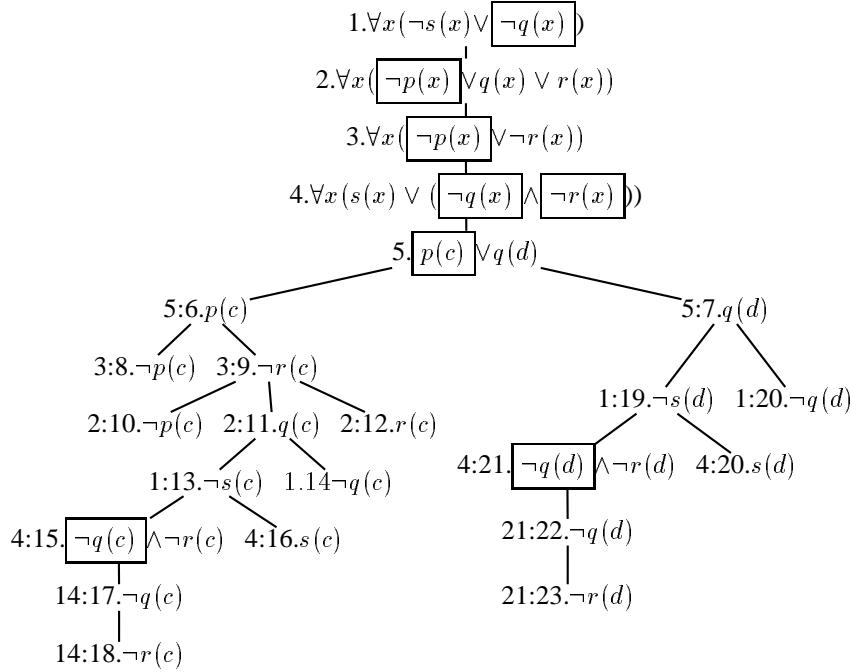 1.∀x(¬s(x)∨ ¬q(x))
2.∀x( ¬p(x) ∨q(x) ∨ r(x))
3.∀x( ¬p(x) ∨¬r(x))
4.∀x(s(x) ∨ ( ¬q(x) ∧ ¬r(x) ))
5. p(c) ∨q(d)
5:6.p(c) 5:7.q(d)
3:8.¬p(c) 3:9.¬r(c)
1:19.¬s(d) 1:20.¬q(d)
2:10.¬p(c) 2:11.q(c) 2:12.r(c)
4:21. ¬q(d) ∧¬r(d) 4:20.s(d)
1:13.¬s(c) 1.14¬q(c)
4:15. ¬q(c) ∧¬r(c) 4:16.s(c)
21:22.¬q(d)
14:17.¬q(c)
21:23.¬r(d)
14:18.¬r(c)